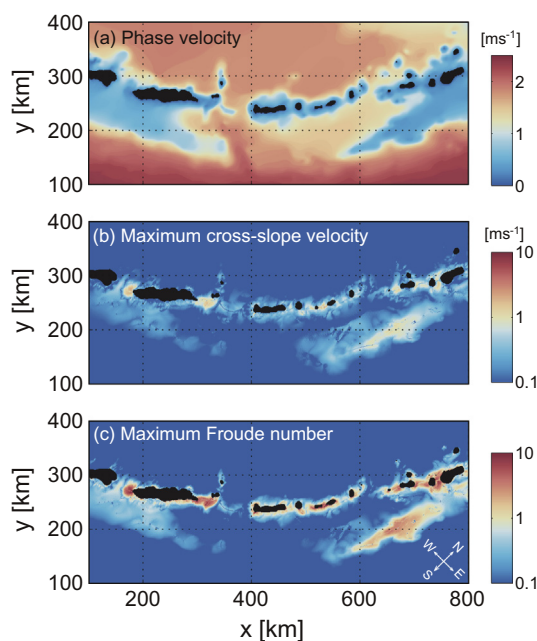 (a) Phase velocity
[ms-1]
400
300
200
100
y [km]
2
1
0
(b) Maximum cross-slope velocity
[ms-1]
400
300
200
100
y [km]
10
1
0.1
(c) Maximum Froude number
400
300
200
100
y [km]
10
1
0.1
W N
S E
200 400 600 800
x [km]